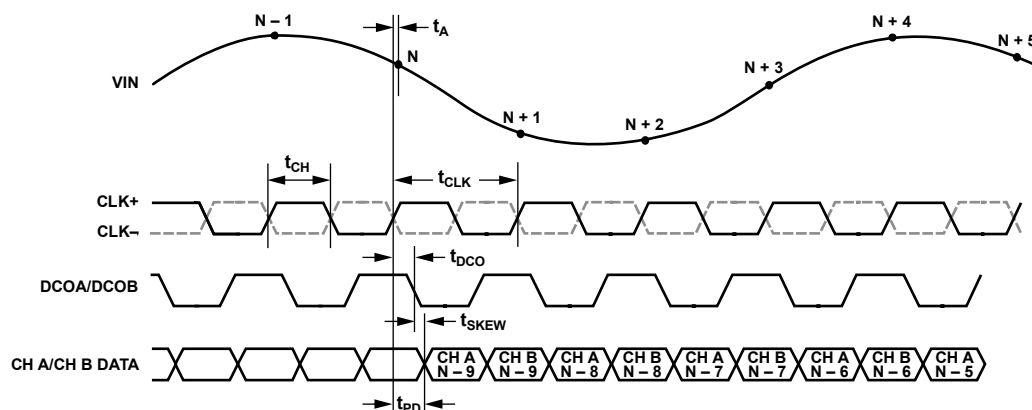 N – 1
t_A
N
N + 1
N + 2
N + 3
N + 4
N + 5
VIN
t_CH
t_CLK
CLK+
CLK–
t_DCO
DCOA/DCOB
t_SKEW
CH A/CH B DATA
CH A
N – 9
CH B
N – 9
CH A
N – 8
CH B
N – 8
CH A
N – 7
CH B
N – 7
CH A
N – 6
CH B
N – 6
CH A
N – 5
t_PD